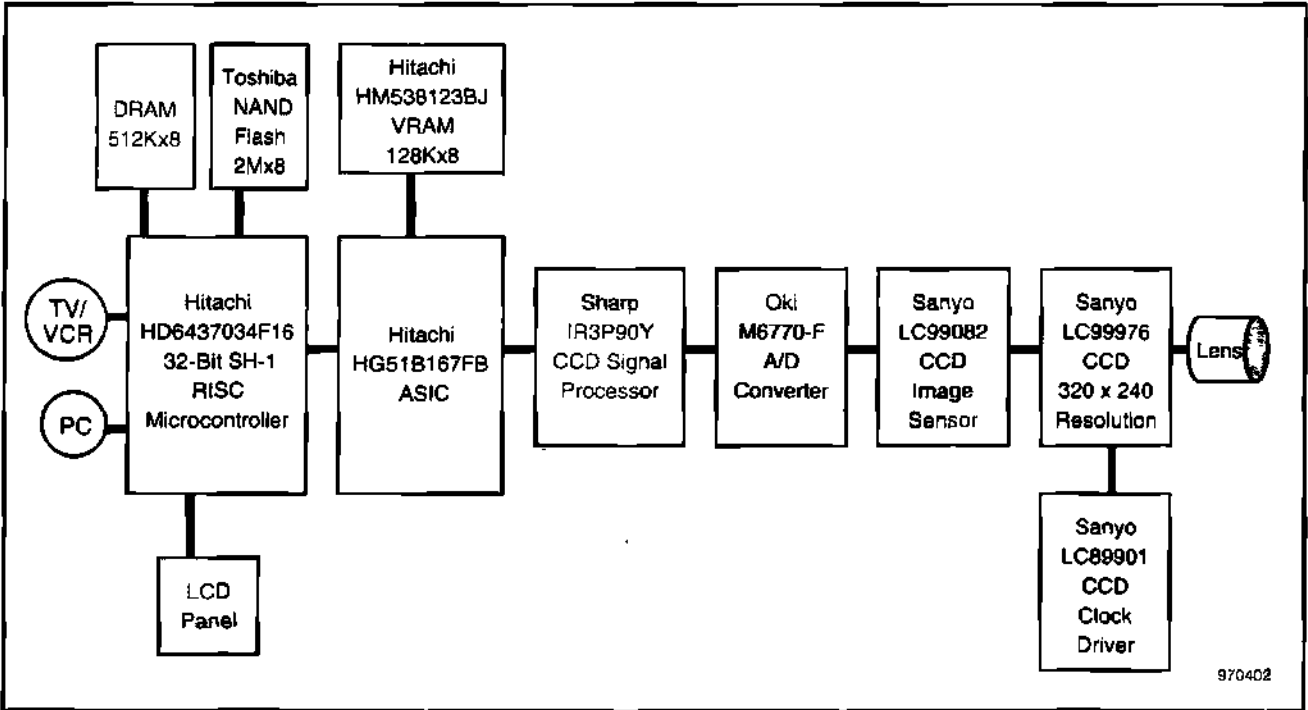 DRAM
512Kx8
Toshiba
NAND
Flash
2Mx8
Hitachi
HM538123BJ
VRAM
128Kx8
TV/
VCR
PC
Hitachi
HD6437034F16
32-Bit SH-1
RISC
Microcontroller
Hitachi
HG51B167FB
ASIC
Sharp
IR3P90Y
CCD Signal
Processor
Oki
M6770-F
A/D
Converter
Sanyo
LC99082
CCD
Image
Sensor
Sanyo
LC99976
CCD
320 x 240
Resolution
Lens
LCD
Panel
Sanyo
LC89901
CCD
Clock
Driver
970402